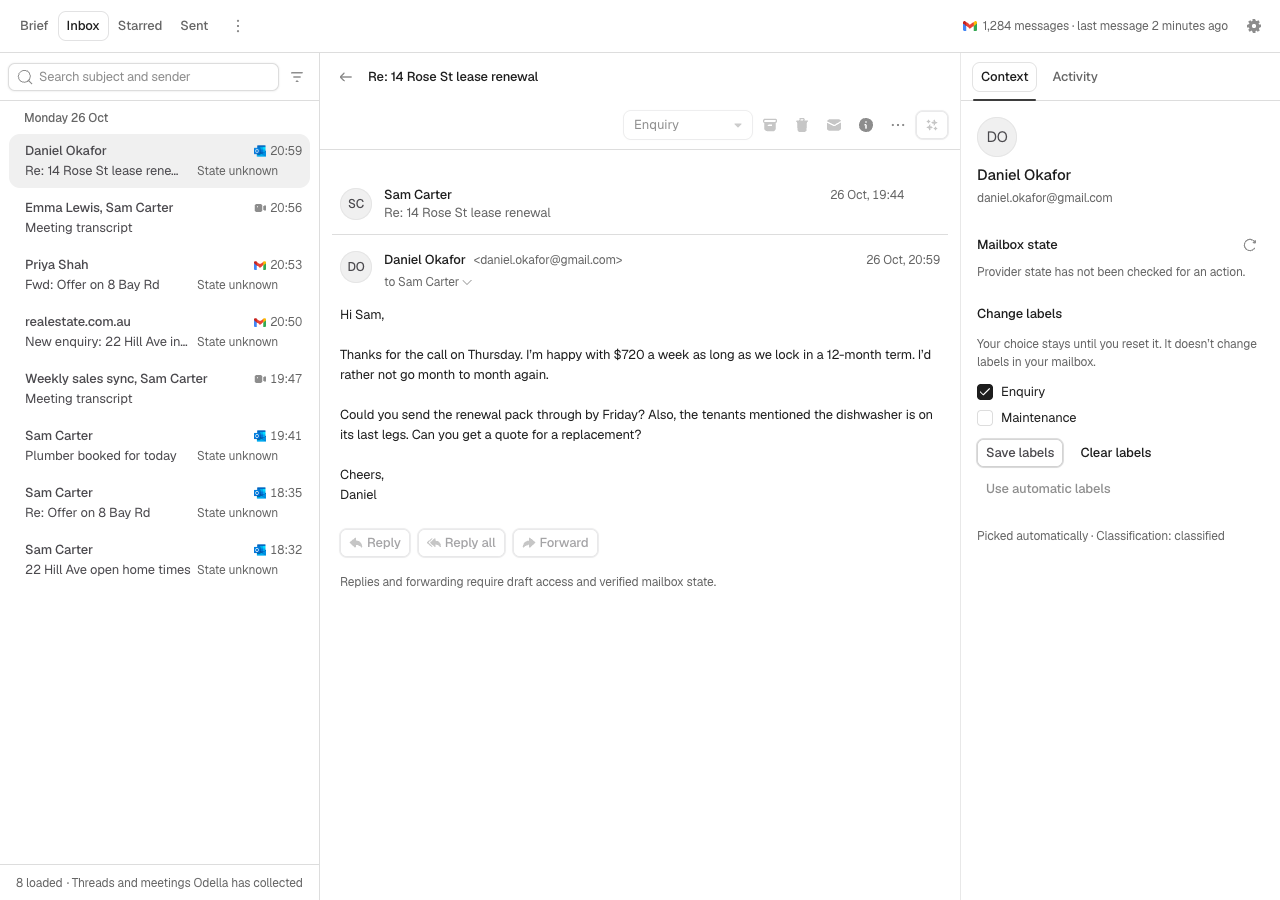 Brief
Inbox
Starred
Sent
1,284 messages · last message 2 minutes ago
Search subject and sender
Monday 26 Oct
Daniel Okafor
20:59
Re: 14 Rose St lease rene...
State unknown
Emma Lewis, Sam Carter
20:56
Meeting transcript
Priya Shah
20:53
Fwd: Offer on 8 Bay Rd
State unknown
realestate.com.au
20:50
New enquiry: 22 Hill Ave in...
State unknown
Weekly sales sync, Sam Carter
19:47
Meeting transcript
Sam Carter
19:41
Plumber booked for today
State unknown
Sam Carter
18:35
Re: Offer on 8 Bay Rd
State unknown
Sam Carter
18:32
22 Hill Ave open home times
State unknown
8 loaded · Threads and meetings Odella has collected
Re: 14 Rose St lease renewal
Enquiry
SC
Sam Carter
26 Oct, 19:44
Re: 14 Rose St lease renewal
DO
Daniel Okafor <daniel.okafor@gmail.com>
26 Oct, 20:59
to Sam Carter
Hi Sam,
Thanks for the call on Thursday. I'm happy with $720 a week as long as we lock in a 12-month term. I'd
rather not go month to month again.
Could you send the renewal pack through by Friday? Also, the tenants mentioned the dishwasher is on
its last legs. Can you get a quote for a replacement?
Cheers,
Daniel
Reply
Reply all
Forward
Replies and forwarding require draft access and verified mailbox state.
Context
Activity
DO
Daniel Okafor
daniel.okafor@gmail.com
Mailbox state
Provider state has not been checked for an action.
Change labels
Your choice stays until you reset it. It doesn't change
labels in your mailbox.
Enquiry
Maintenance
Save labels
Clear labels
Use automatic labels
Picked automatically · Classification: classified